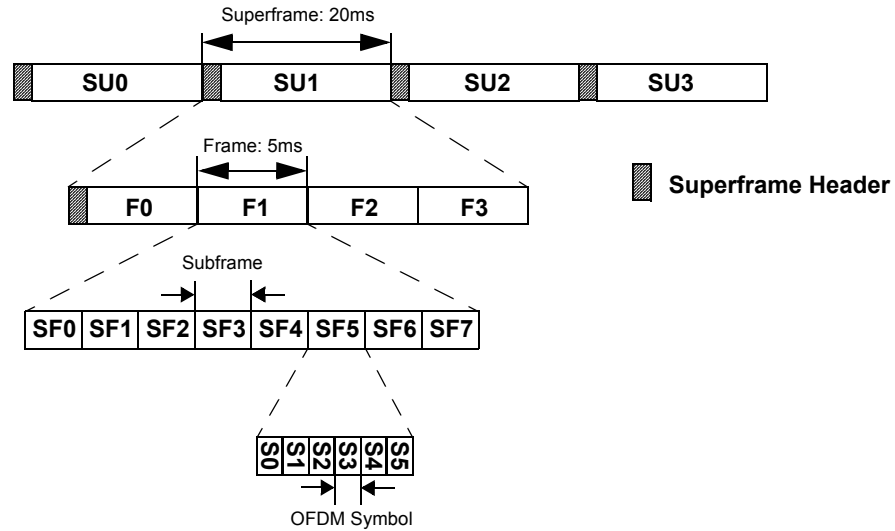 Superframe: 20ms
SU0 SU1 SU2 SU3
Frame: 5ms
F0 F1 F2 F3
Superframe Header
Subframe
SF0 SF1 SF2 SF3 SF4 SF5 SF6 SF7
S0 S1 S2 S3 S4 S5
OFDM Symbol